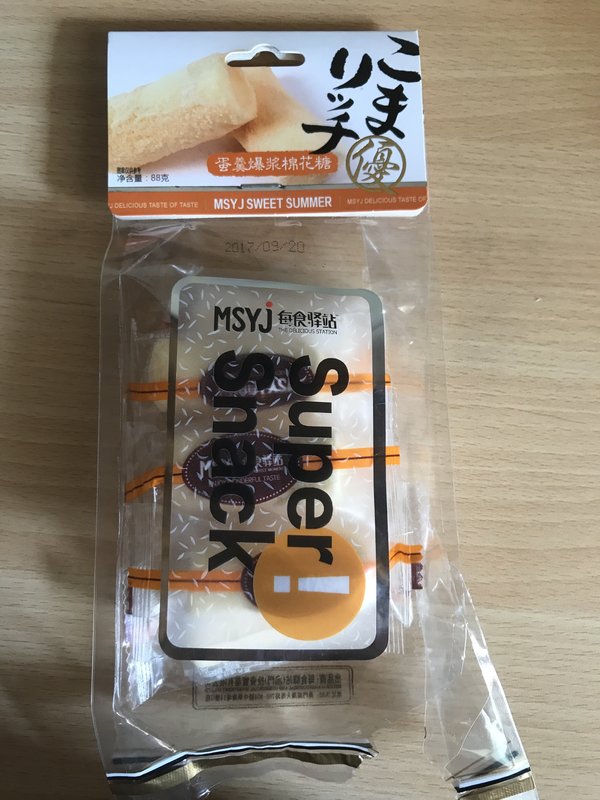 こま
リッチ
優
蛋羹爆浆棉花糖
净含量：88克
J DELICIOUS TASTE OF TASTE
MSYJ SWEET SUMMER
MSYJ DELICIOUS TASTE OF TASTE
2017/09/20
MSYJ 每食驿站
THE DELICIOUS STATION
Super
Snack
!